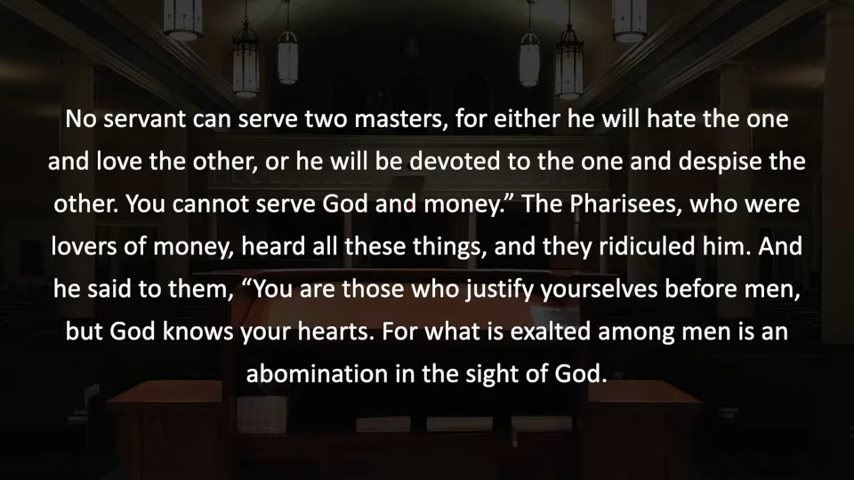 No servant can serve two masters, for either he will hate the one
and love the other, or he will be devoted to the one and despise the
other. You cannot serve God and money.” The Pharisees, who were
lovers of money, heard all these things, and they ridiculed him. And
he said to them, “You are those who justify yourselves before men,
but God knows your hearts. For what is exalted among men is an
abomination in the sight of God.